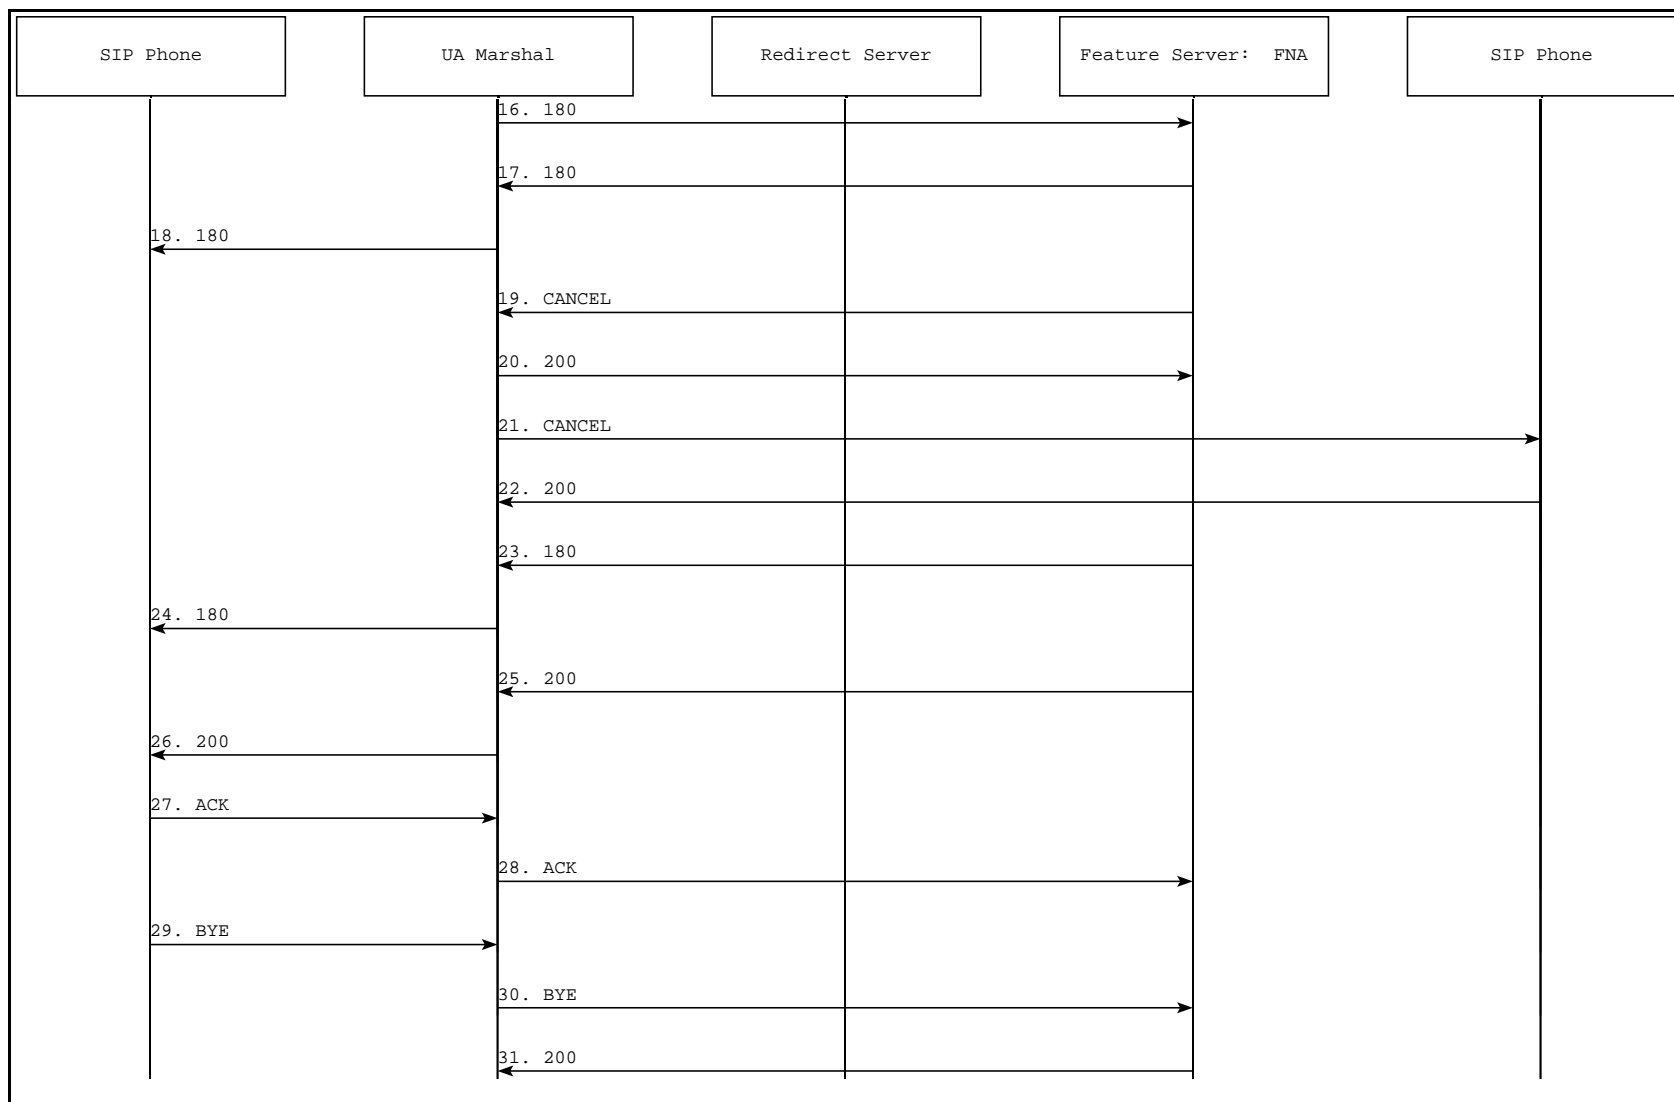 SIP Phone
UA Marshal
Redirect Server
Feature Server:  FNA
SIP Phone
16. 180
17. 180
18. 180
19. CANCEL
20. 200
21. CANCEL
22. 200
23. 180
24. 180
25. 200
26. 200
27. ACK
28. ACK
29. BYE
30. BYE
31. 200